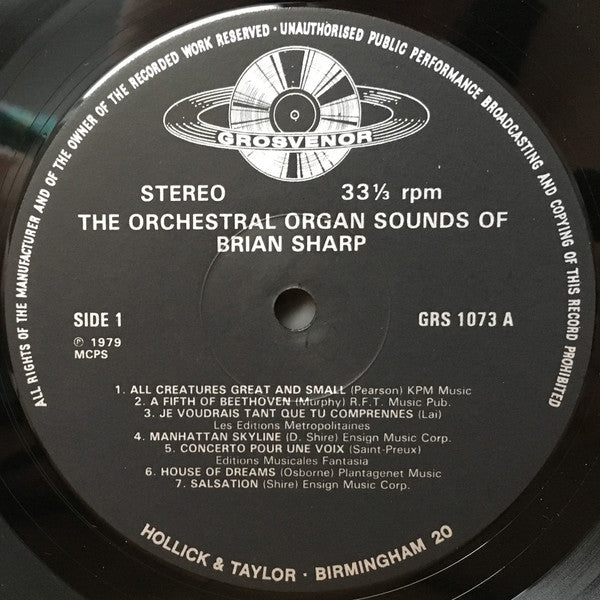 ALL RIGHTS OF THE MANUFACTURER AND OF THE OWNER OF THE RECORDED WORK RESERVED · UNAUTHORISED PUBLIC PERFORMANCE BROADCASTING AND COPYING OF THIS RECORD PROHIBITED
GROSVENOR
STEREO 33⅓ rpm
THE ORCHESTRAL ORGAN SOUNDS OF
BRIAN SHARP
SIDE 1 GRS 1073 A
℗ 1979
MCPS
1. ALL CREATURES GREAT AND SMALL (Pearson) KPM Music
2. A FIFTH OF BEETHOVEN (Murphy) R.F.T. Music Pub.
3. JE VOUDRAIS TANT QUE TU COMPRENNES (Lai)
Les Editions Metropolitaines
4. MANHATTAN SKYLINE (D. Shire) Ensign Music Corp.
5. CONCERTO POUR UNE VOIX (Saint-Preux)
Editions Musicales Fantasia
6. HOUSE OF DREAMS (Osborne) Plantagenet Music
7. SALSATION (Shire) Ensign Music Corp.
HOLLICK & TAYLOR · BIRMINGHAM 20